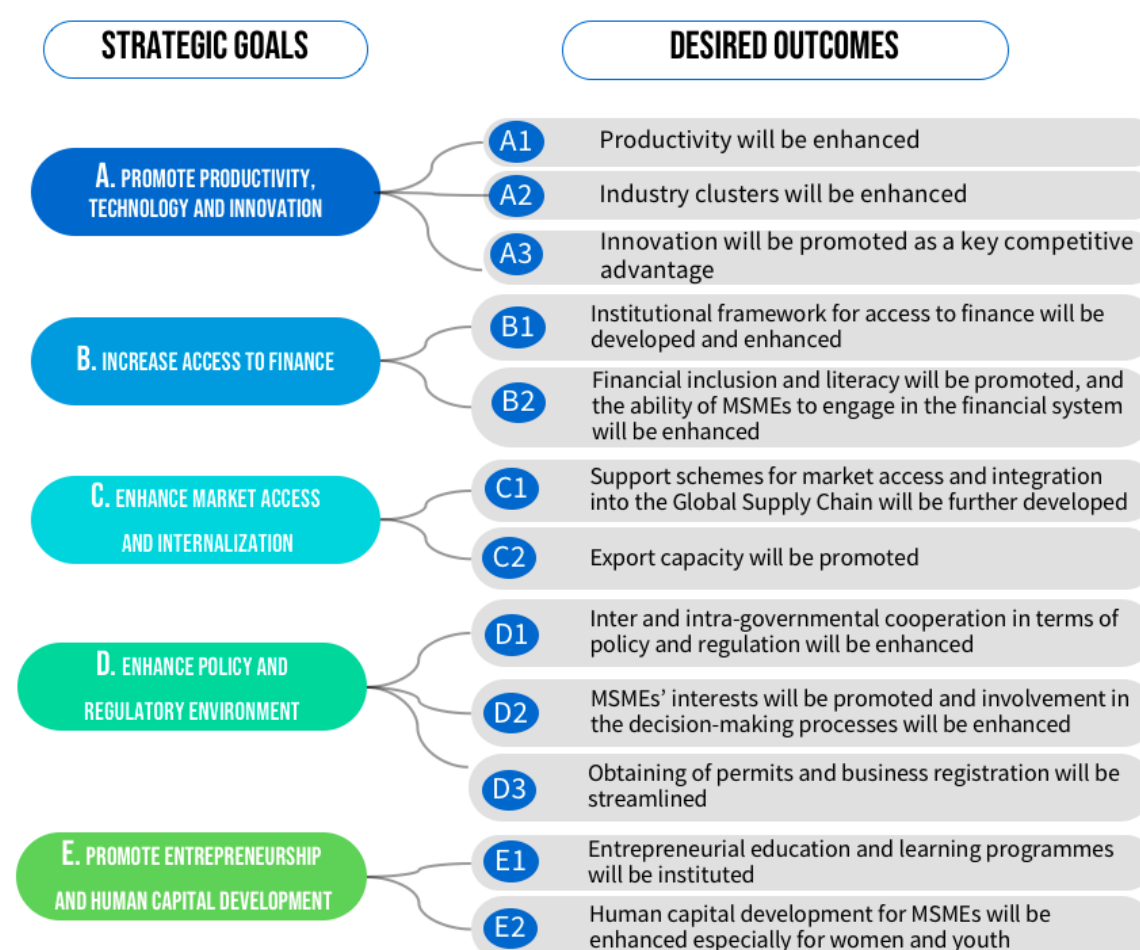 STRATEGIC GOALS
DESIRED OUTCOMES
A. PROMOTE PRODUCTIVITY,
TECHNOLOGY AND INNOVATION
A1
Productivity will be enhanced
A2
Industry clusters will be enhanced
A3
Innovation will be promoted as a key competitive
advantage
B. INCREASE ACCESS TO FINANCE
B1
Institutional framework for access to finance will be
developed and enhanced
B2
Financial inclusion and literacy will be promoted, and
the ability of MSMEs to engage in the financial system
will be enhanced
C. ENHANCE MARKET ACCESS
AND INTERNALIZATION
C1
Support schemes for market access and integration
into the Global Supply Chain will be further developed
C2
Export capacity will be promoted
D. ENHANCE POLICY AND
REGULATORY ENVIRONMENT
D1
Inter and intra-governmental cooperation in terms of
policy and regulation will be enhanced
D2
MSMEs’ interests will be promoted and involvement in
the decision-making processes will be enhanced
D3
Obtaining of permits and business registration will be
streamlined
E. PROMOTE ENTREPRENEURSHIP
AND HUMAN CAPITAL DEVELOPMENT
E1
Entrepreneurial education and learning programmes
will be instituted
E2
Human capital development for MSMEs will be
enhanced especially for women and youth